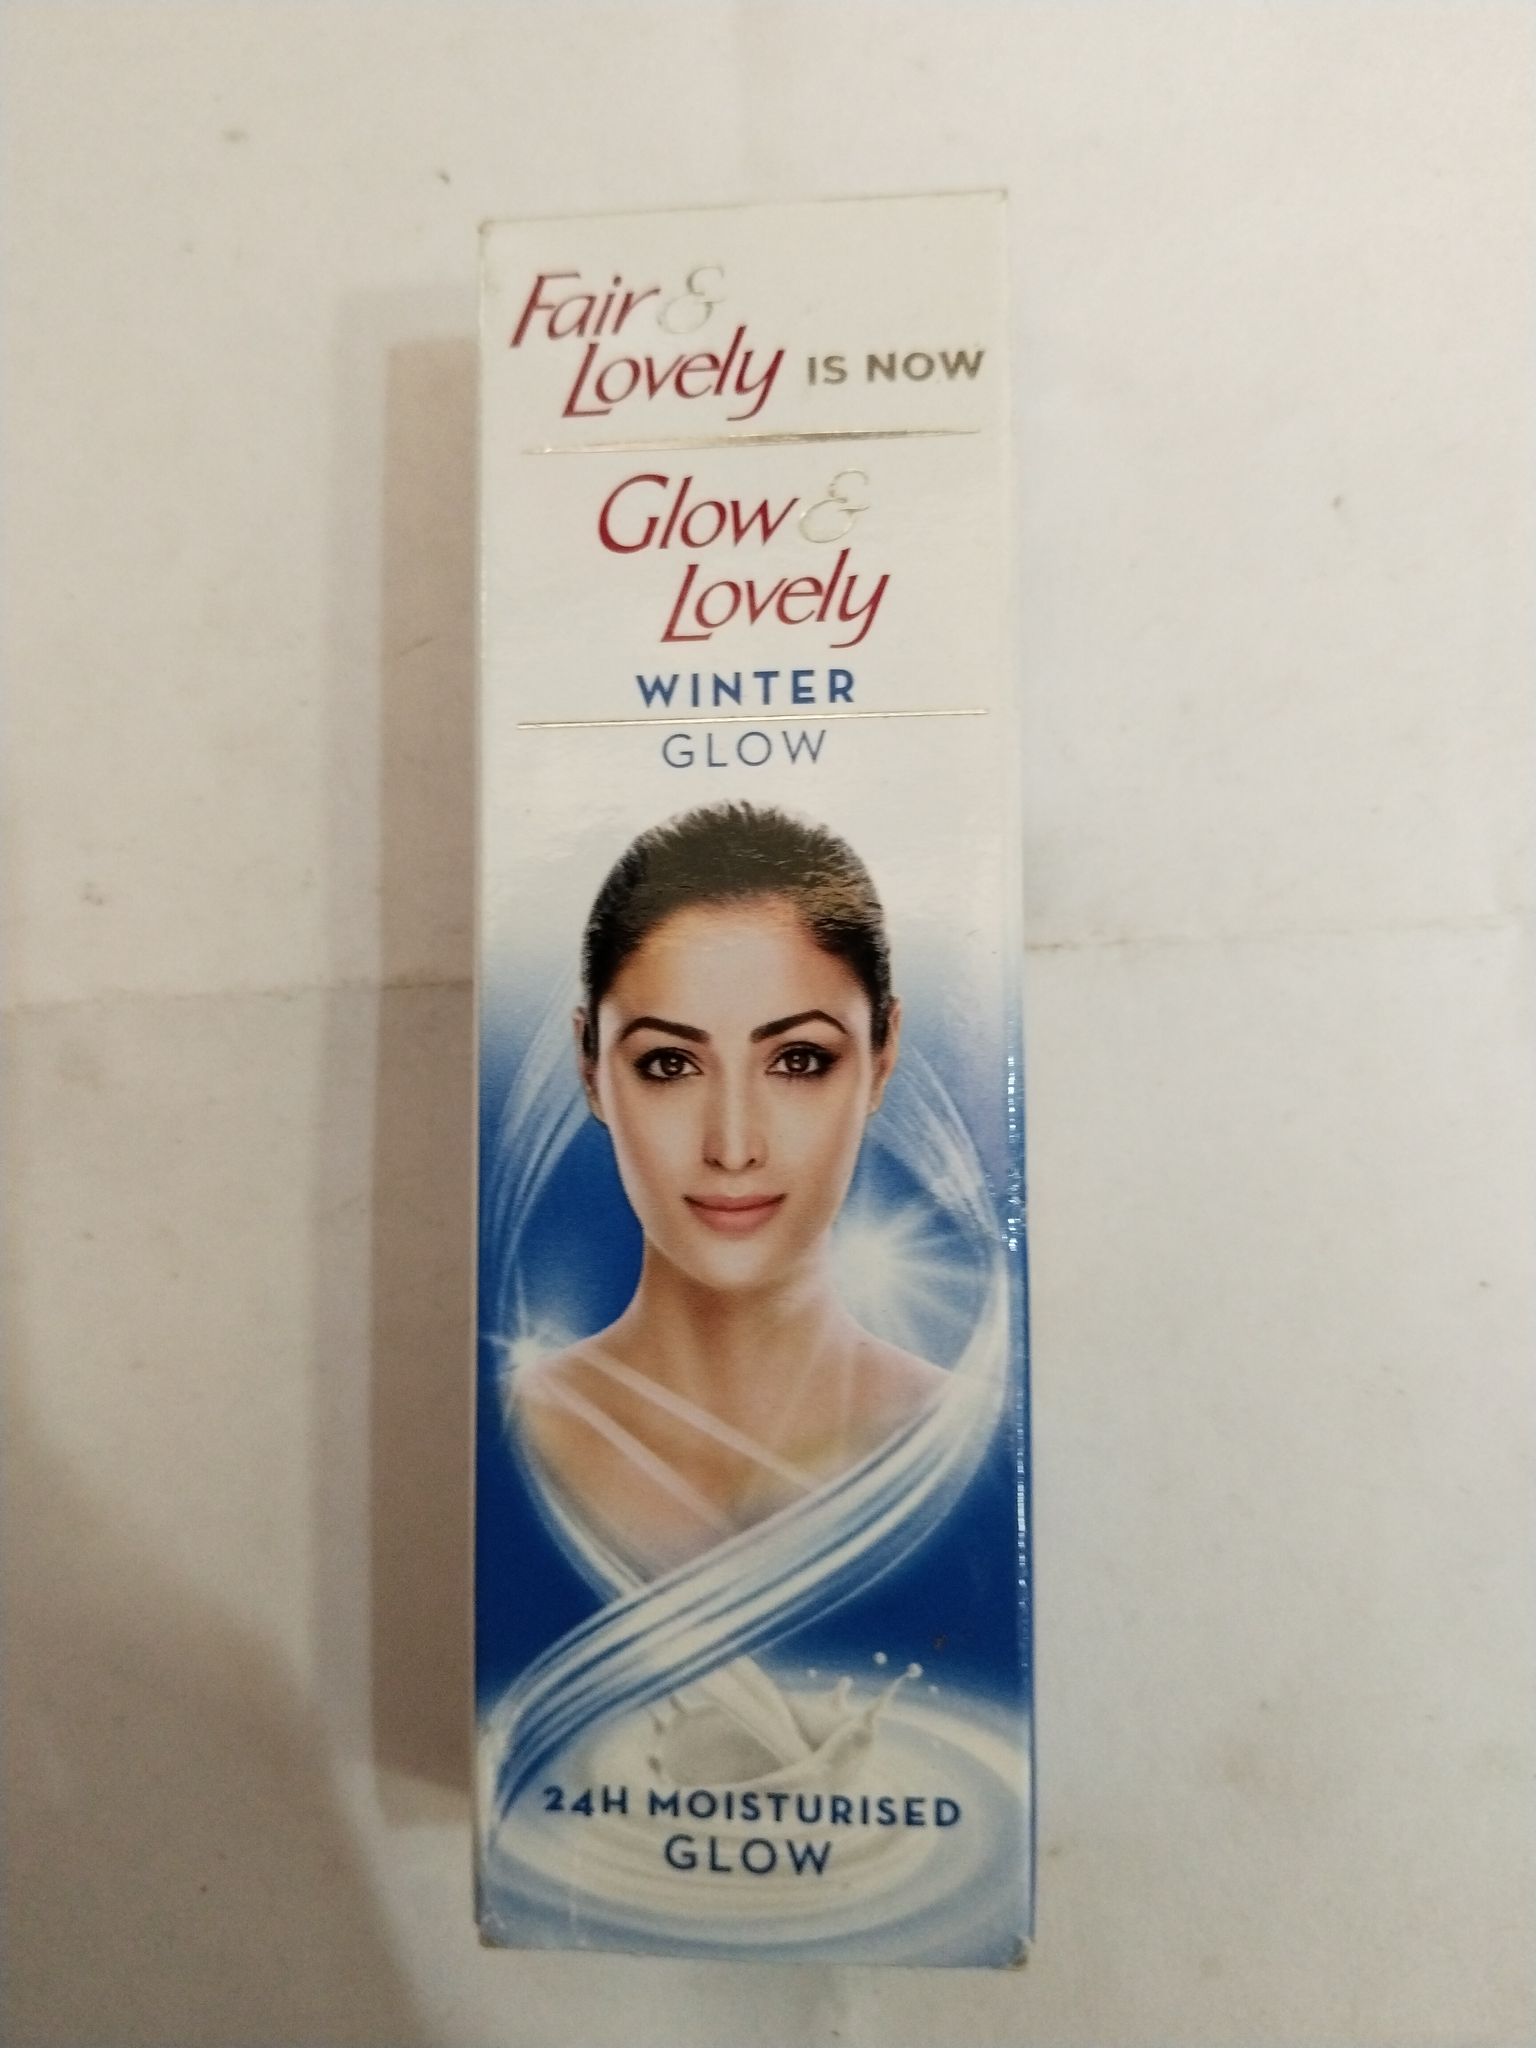 Fair &
Lovely IS NOW
Glow &
Lovely
WINTER
GLOW
24H MOISTURISED
GLOW